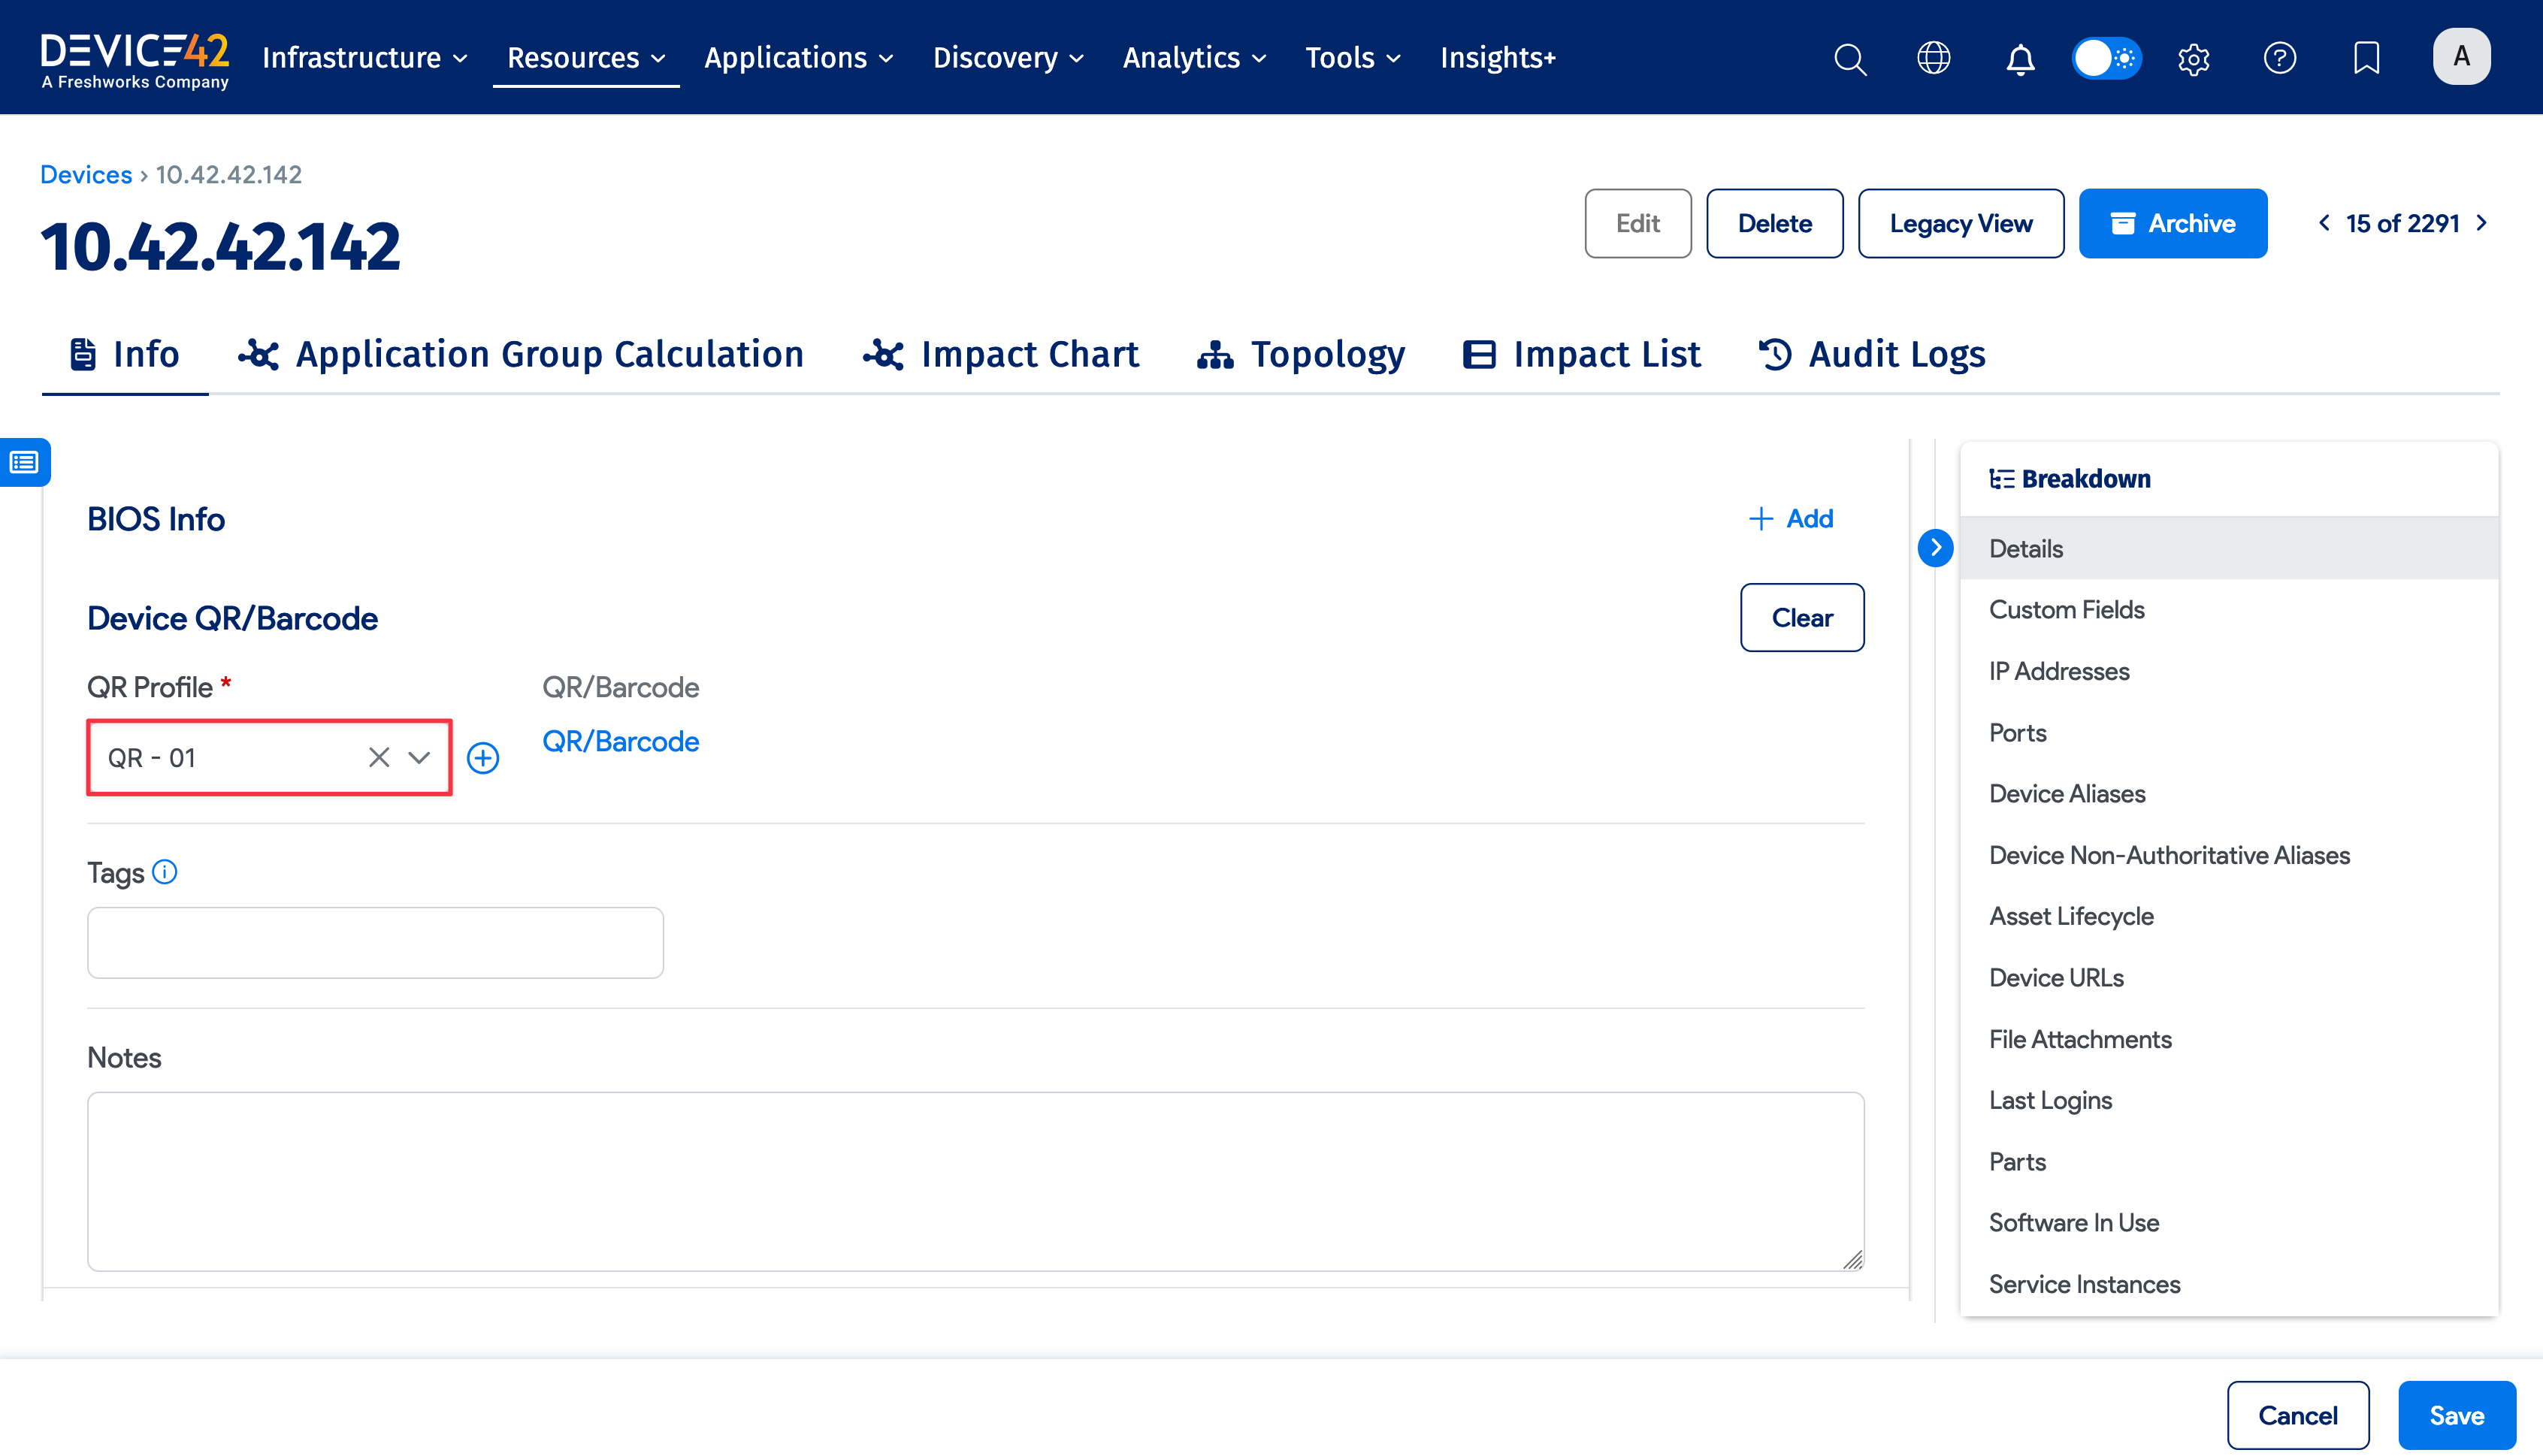 DEVICE42
A Freshworks Company
Infrastructure Resources Applications Discovery Analytics Tools Insights+
A
Devices › 10.42.42.142
10.42.42.142
Edit Delete Legacy View Archive 15 of 2291
Info Application Group Calculation Impact Chart Topology Impact List Audit Logs
BIOS Info
+ Add
Device QR/Barcode
Clear
QR Profile *
QR/Barcode
QR - 01
QR/Barcode
Tags
Notes
Breakdown
Details
Custom Fields
IP Addresses
Ports
Device Aliases
Device Non-Authoritative Aliases
Asset Lifecycle
Device URLs
File Attachments
Last Logins
Parts
Software In Use
Service Instances
Cancel Save